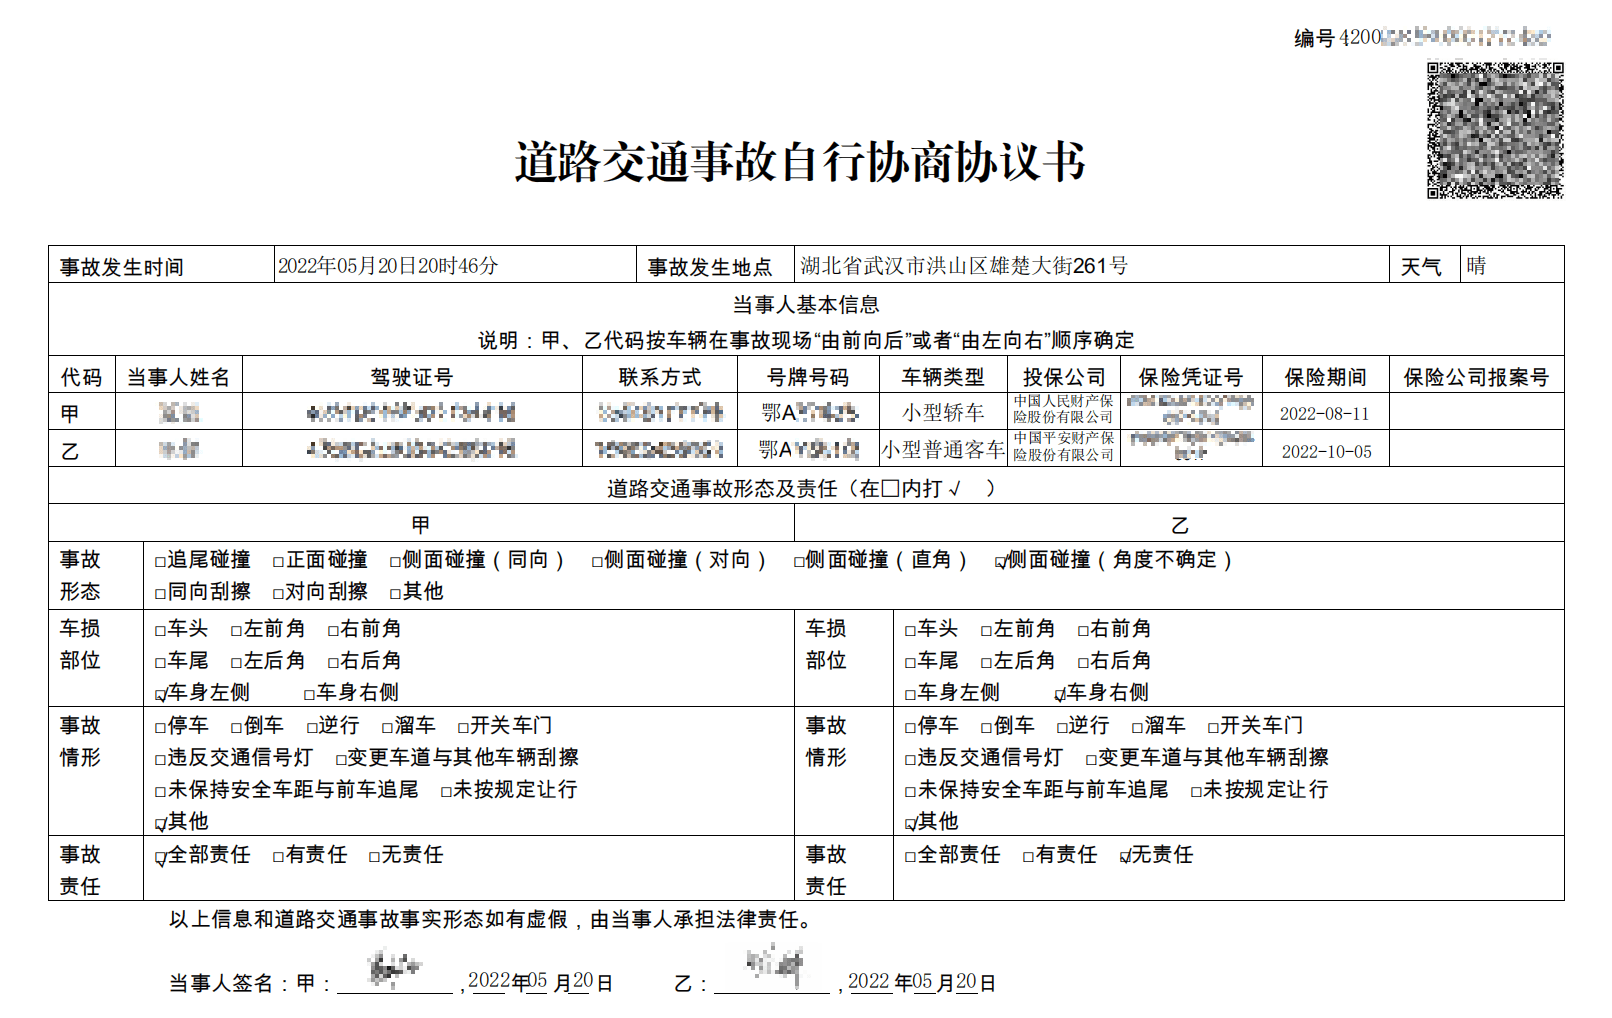 编号4200
道路交通事故自行协商协议书
事故发生时间 2022年05月20日20时46分 事故发生地点 湖北省武汉市洪山区雄楚大街261号 天气 晴
当事人基本信息
说明：甲、乙代码按车辆在事故现场“由前向后”或者“由左向右”顺序确定
代码 当事人姓名 驾驶证号 联系方式 号牌号码 车辆类型 投保公司 保险凭证号 保险期间 保险公司报案号
甲 鄂A 小型轿车 中国人民财产保险股份有限公司 2022-08-11
乙 鄂A 小型普通客车 中国平安财产保险股份有限公司 2022-10-05
道路交通事故形态及责任（在□内打 √ ）
甲 乙
事故形态 □追尾碰撞 □正面碰撞 □侧面碰撞（同向） □侧面碰撞（对向） □侧面碰撞（直角） ☑侧面碰撞（角度不确定）
□同向刮擦 □对向刮擦 □其他
车损部位 □车头 □左前角 □右前角
□车尾 □左后角 □右后角
☑车身左侧 □车身右侧
车损部位 □车头 □左前角 □右前角
□车尾 □左后角 □右后角
□车身左侧 ☑车身右侧
事故情形 □停车 □倒车 □逆行 □溜车 □开关车门
□违反交通信号灯 □变更车道与其他车辆刮擦
□未保持安全车距与前车追尾 □未按规定让行
☑其他
事故情形 □停车 □倒车 □逆行 □溜车 □开关车门
□违反交通信号灯 □变更车道与其他车辆刮擦
□未保持安全车距与前车追尾 □未按规定让行
☑其他
事故责任 ☑全部责任 □有责任 □无责任
事故责任 □全部责任 □有责任 ☑无责任
以上信息和道路交通事故事实形态如有虚假，由当事人承担法律责任。
当事人签名：甲： ，2022年05月20日 乙： ，2022年05月20日